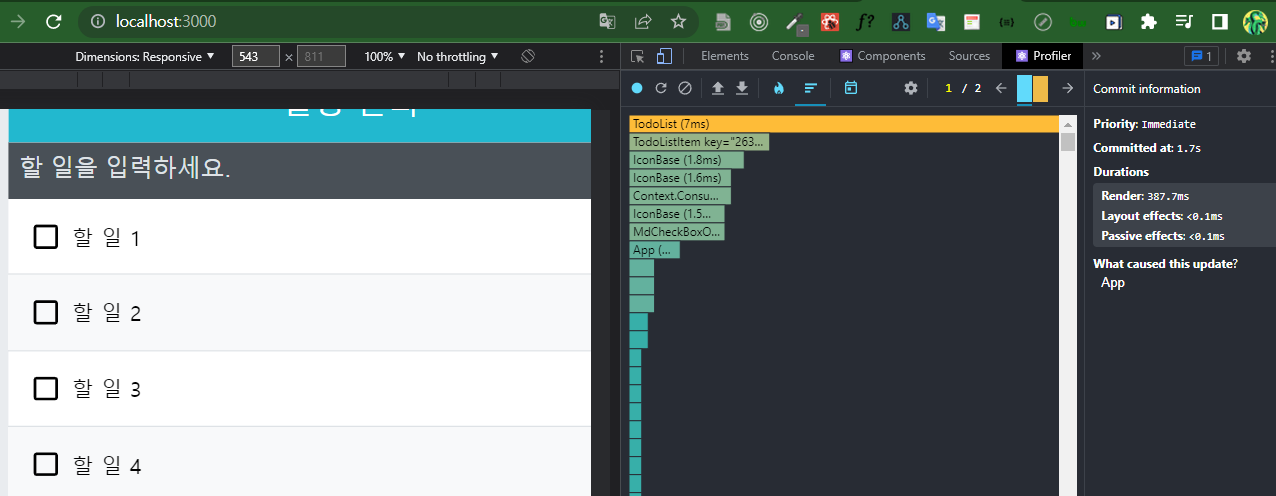 localhost:3000
Dimensions: Responsive 543 × 811 100% No throttling
Elements Console Components Sources Profiler » 1
1 / 2
Commit information
할 일을 입력하세요.
할 일 1
할 일 2
할 일 3
할 일 4
TodoList (7ms)
TodoListItem key="263...
IconBase (1.8ms)
IconBase (1.6ms)
Context.Consu...
IconBase (1.5...
MdCheckBoxO...
App (...
Priority: Immediate
Committed at: 1.7s
Durations
Render: 387.7ms
Layout effects: <0.1ms
Passive effects: <0.1ms
What caused this update?
App